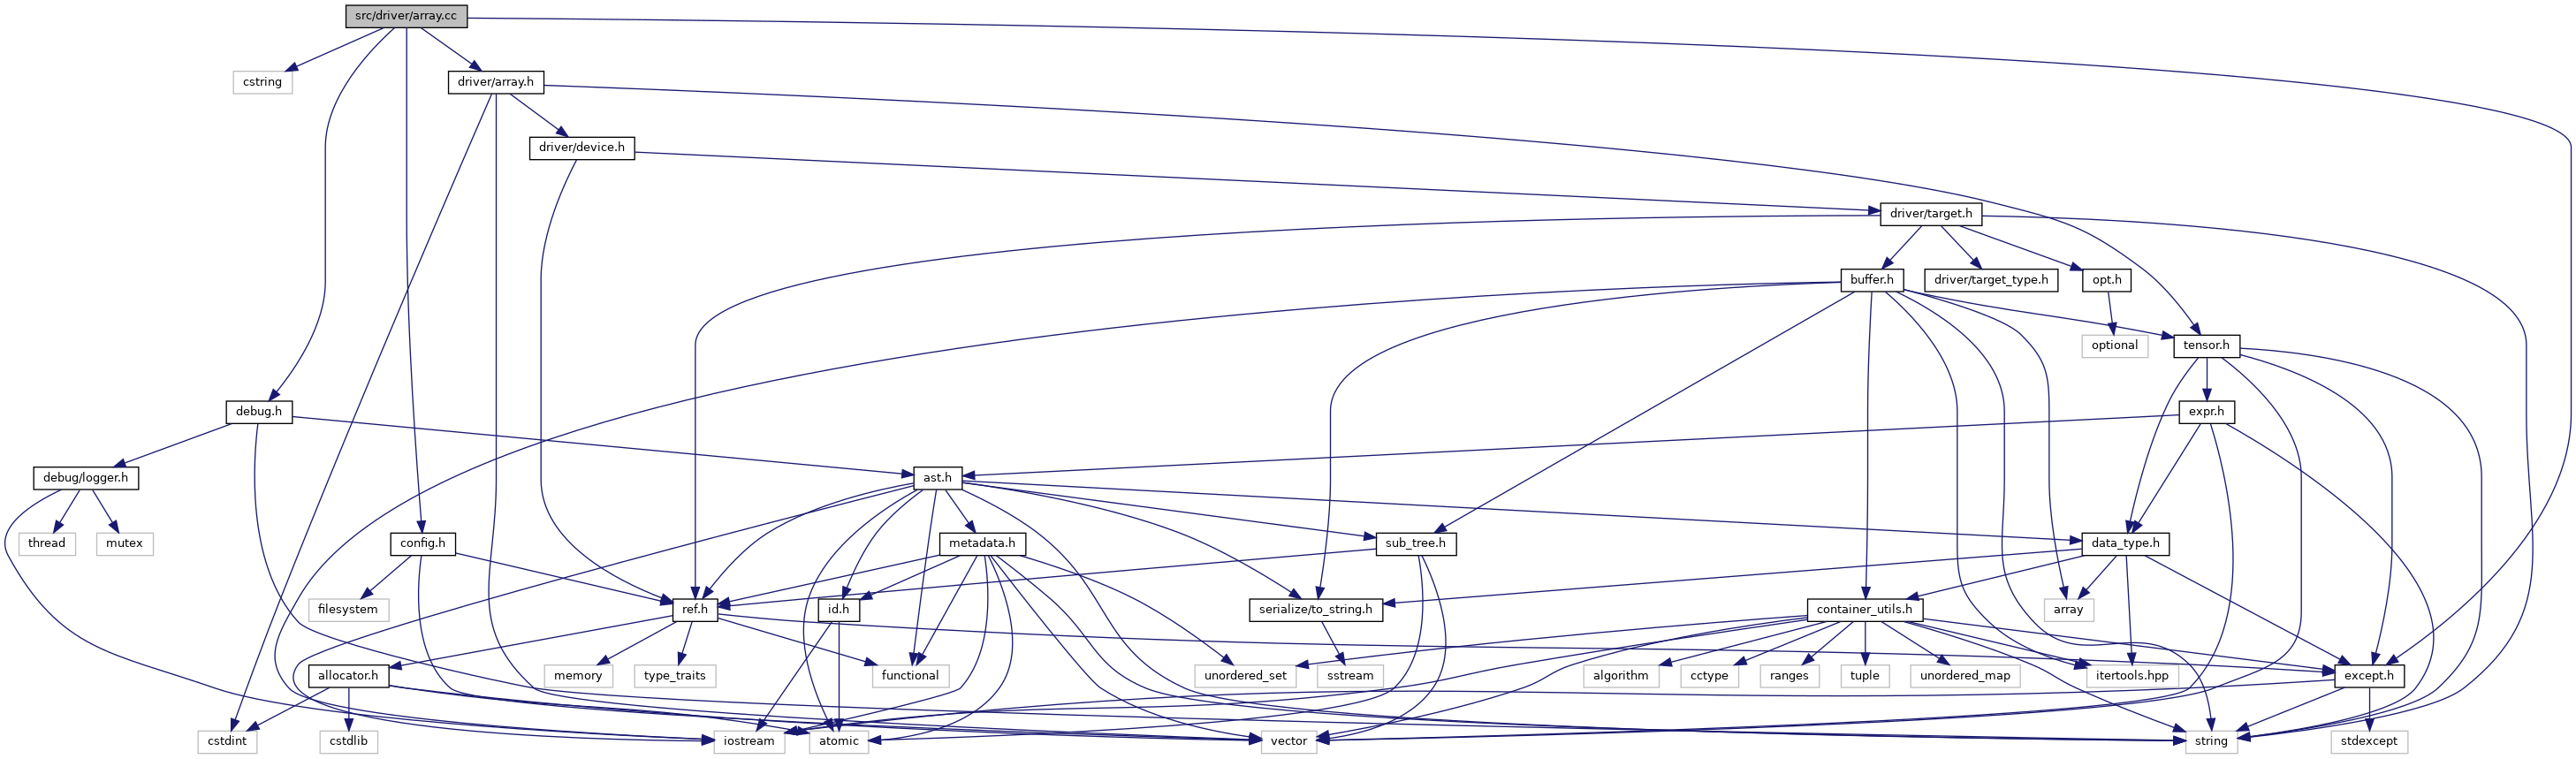 src/driver/array.cc
cstring
driver/array.h
driver/device.h
driver/target.h
buffer.h
driver/target_type.h
opt.h
optional
tensor.h
debug.h
expr.h
debug/logger.h
ast.h
thread
mutex
config.h
metadata.h
sub_tree.h
data_type.h
filesystem
ref.h
id.h
serialize/to_string.h
container_utils.h
array
allocator.h
memory
type_traits
functional
unordered_set
sstream
algorithm
cctype
ranges
tuple
unordered_map
itertools.hpp
except.h
cstdint
cstdlib
iostream
atomic
vector
string
stdexcept